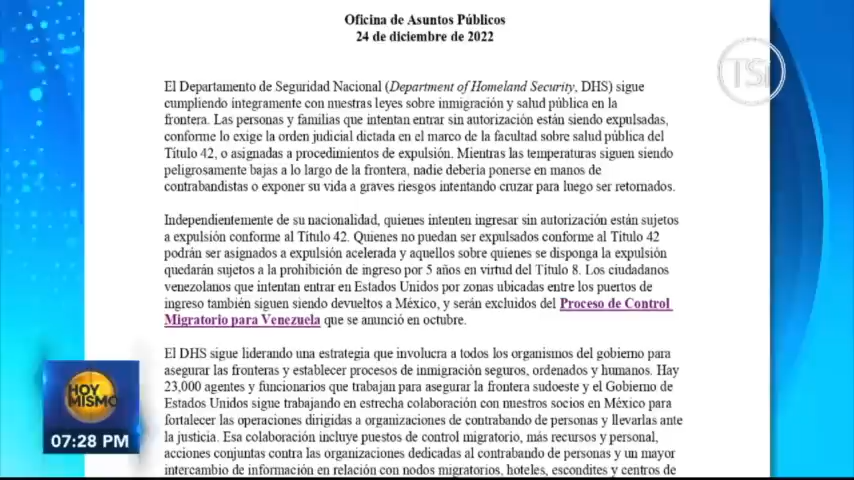 Oficina de Asuntos Públicos
24 de diciembre de 2022
TSi
El Departamento de Seguridad Nacional (Department of Homeland Security, DHS) sigue
cumpliendo íntegramente con nuestras leyes sobre inmigración y salud pública en la
frontera. Las personas y familias que intentan entrar sin autorización están siendo expulsadas,
conforme lo exige la orden judicial dictada en el marco de la facultad sobre salud pública del
Título 42, o asignadas a procedimientos de expulsión. Mientras las temperaturas siguen siendo
peligrosamente bajas a lo largo de la frontera, nadie debería ponerse en manos de
contrabandistas o exponer su vida a graves riesgos intentando cruzar para luego ser retornados.
Independientemente de su nacionalidad, quienes intenten ingresar sin autorización están sujetos
a expulsión conforme al Título 42. Quienes no puedan ser expulsados conforme al Título 42
podrán ser asignados a expulsión acelerada y aquellos sobre quienes se disponga la expulsión
quedarán sujetos a la prohibición de ingreso por 5 años en virtud del Título 8. Los ciudadanos
venezolanos que intentan entrar en Estados Unidos por zonas ubicadas entre los puertos de
ingreso también siguen siendo devueltos a México, y serán excluidos del Proceso de Control
Migratorio para Venezuela que se anunció en octubre.
El DHS sigue liderando una estrategia que involucra a todos los organismos del gobierno para
asegurar las fronteras y establecer procesos de inmigración seguros, ordenados y humanos. Hay
23,000 agentes y funcionarios que trabajan para asegurar la frontera sudoeste y el Gobierno de
Estados Unidos sigue trabajando en estrecha colaboración con nuestros socios en México para
fortalecer las operaciones dirigidas a organizaciones de contrabando de personas y llevarlas ante
la justicia. Esa colaboración incluye puestos de control migratorio, más recursos y personal,
acciones conjuntas contra las organizaciones dedicadas al contrabando de personas y un mayor
intercambio de información en relación con nodos migratorios, hoteles, escondites y centros de
HOY
MISMO
07:28 PM